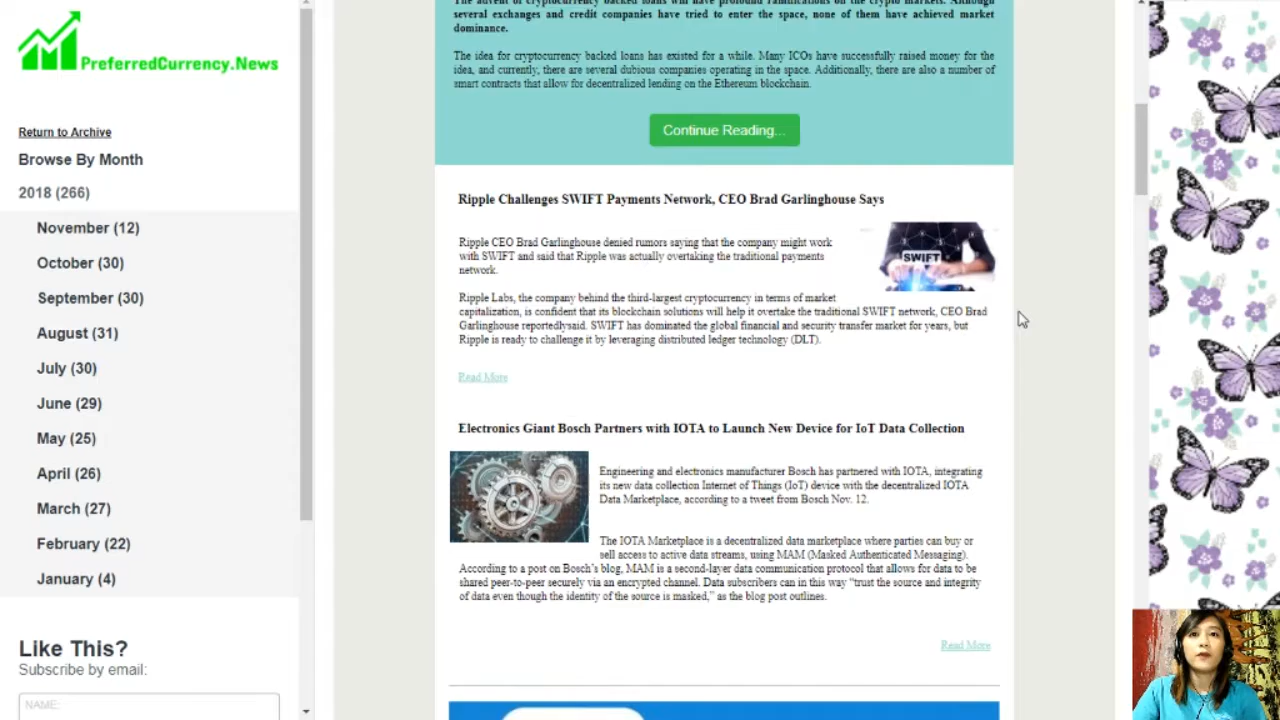 PreferredCurrency.News
Return to Archive
Browse By Month
2018 (266)
November (12)
October (30)
September (30)
August (31)
July (30)
June (29)
May (25)
April (26)
March (27)
February (22)
January (4)
Like This?
Subscribe by email:
NAME:
The advent of cryptocurrency backed loans will have profound ramifications on the crypto markets. Although
several exchanges and credit companies have tried to enter the space, none of them have achieved market
dominance.
The idea for cryptocurrency backed loans has existed for a while. Many ICOs have successfully raised money for the
idea, and currently, there are several dubious companies operating in the space. Additionally, there are also a number of
smart contracts that allow for decentralized lending on the Ethereum blockchain.
Continue Reading...
Ripple Challenges SWIFT Payments Network, CEO Brad Garlinghouse Says
Ripple CEO Brad Garlinghouse denied rumors saying that the company might work
with SWIFT and said that Ripple was actually overtaking the traditional payments
network.
SWIFT
Ripple Labs, the company behind the third-largest cryptocurrency in terms of market
capitalization, is confident that its blockchain solutions will help it overtake the traditional SWIFT network, CEO Brad
Garlinghouse reportedlysaid. SWIFT has dominated the global financial and security transfer market for years, but
Ripple is ready to challenge it by leveraging distributed ledger technology (DLT).
Read More
Electronics Giant Bosch Partners with IOTA to Launch New Device for IoT Data Collection
Engineering and electronics manufacturer Bosch has partnered with IOTA, integrating
its new data collection Internet of Things (IoT) device with the decentralized IOTA
Data Marketplace, according to a tweet from Bosch Nov. 12.
The IOTA Marketplace is a decentralized data marketplace where parties can buy or
sell access to active data streams, using MAM (Masked Authenticated Messaging).
According to a post on Bosch's blog, MAM is a second-layer data communication protocol that allows for data to be
shared peer-to-peer securely via an encrypted channel. Data subscribers can in this way "trust the source and integrity
of data even though the identity of the source is masked," as the blog post outlines.
Read More